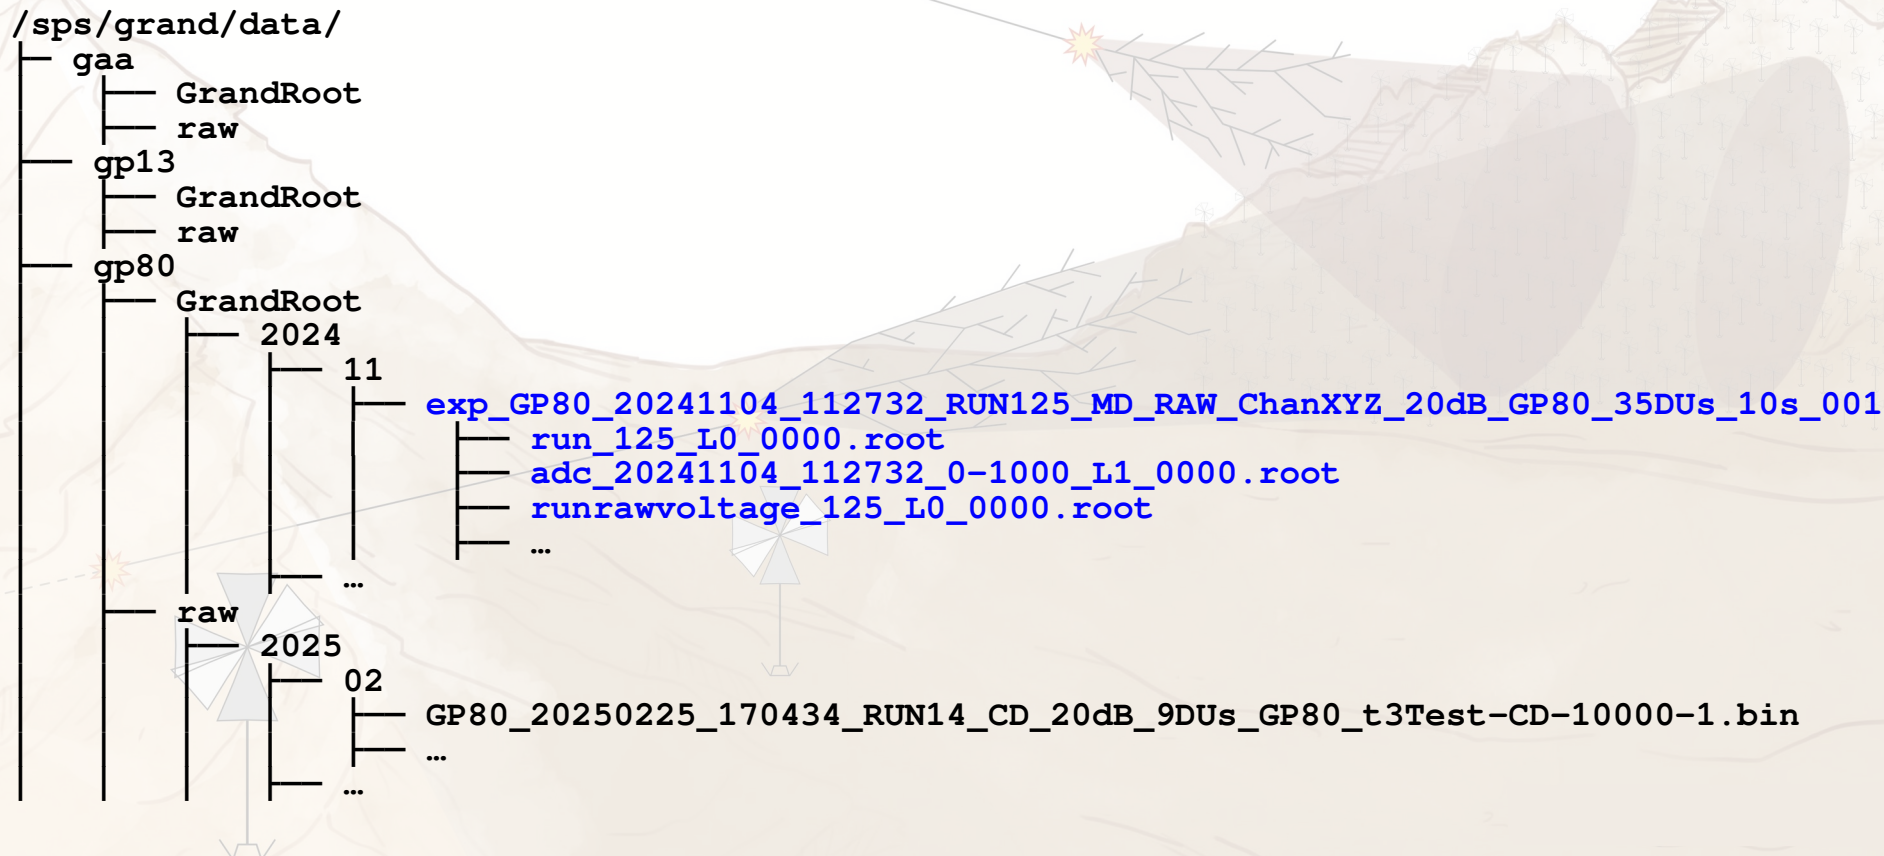 /sps/grand/data/
gaa
GrandRoot
raw
gp13
GrandRoot
raw
gp80
GrandRoot
2024
11
exp_GP80_20241104_112732_RUN125_MD_RAW_ChanXYZ_20dB_GP80_35DUs_10s_001
run_125_L0_0000.root
adc_20241104_112732_0-1000_L1_0000.root
runrawvoltage_125_L0_0000.root
…
…
raw
2025
02
GP80_20250225_170434_RUN14_CD_20dB_9DUs_GP80_t3Test-CD-10000-1.bin
…
…